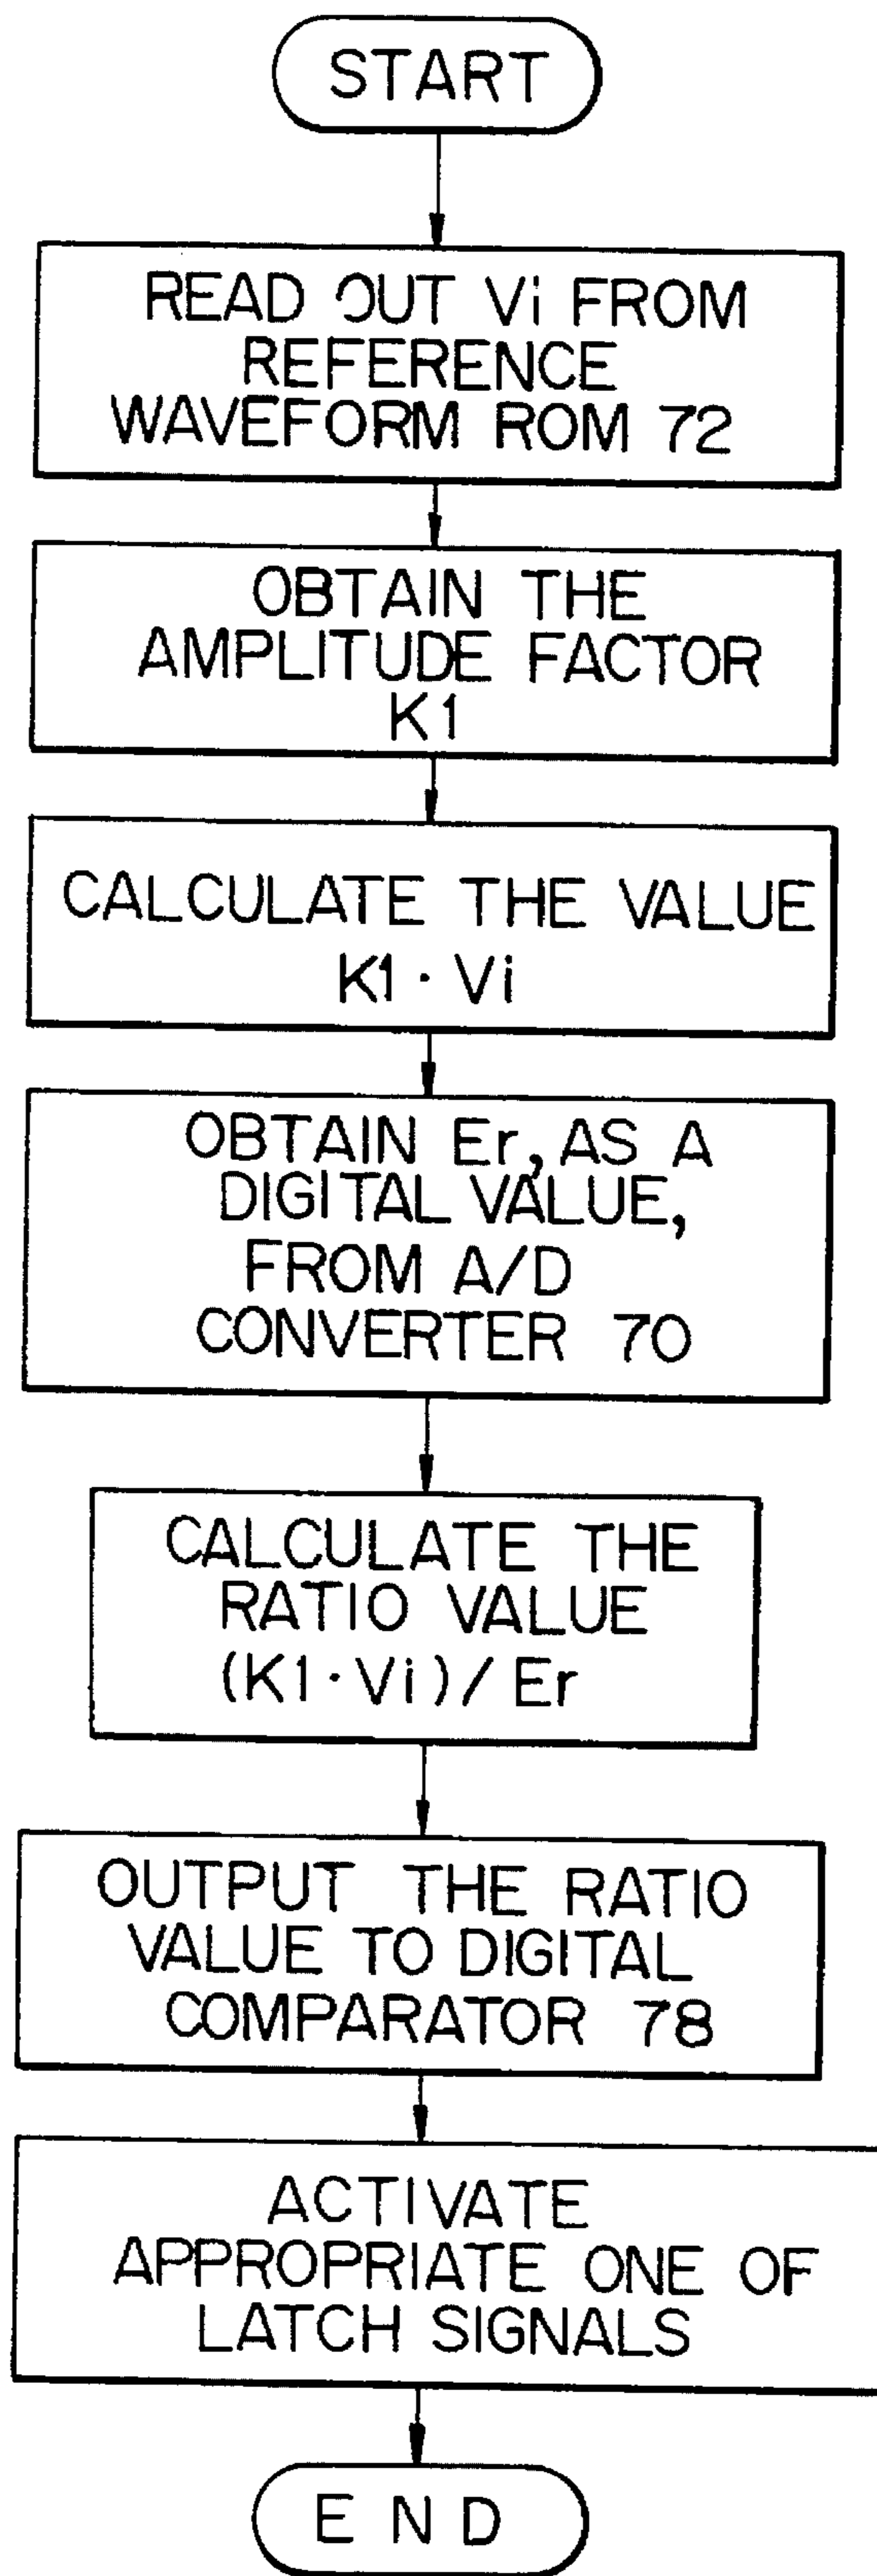 START
READ OUT Vi FROM
REFERENCE
WAVEFORM ROM 72
OBTAIN THE
AMPLITUDE FACTOR
K1
CALCULATE THE VALUE
K1 · Vi
OBTAIN Er, AS A
DIGITAL VALUE,
FROM A/D
CONVERTER 70
CALCULATE THE
RATIO VALUE
(K1 · Vi) / Er
OUTPUT THE RATIO
VALUE TO DIGITAL
COMPARATOR 78
ACTIVATE
APPROPRIATE ONE OF
LATCH SIGNALS
END